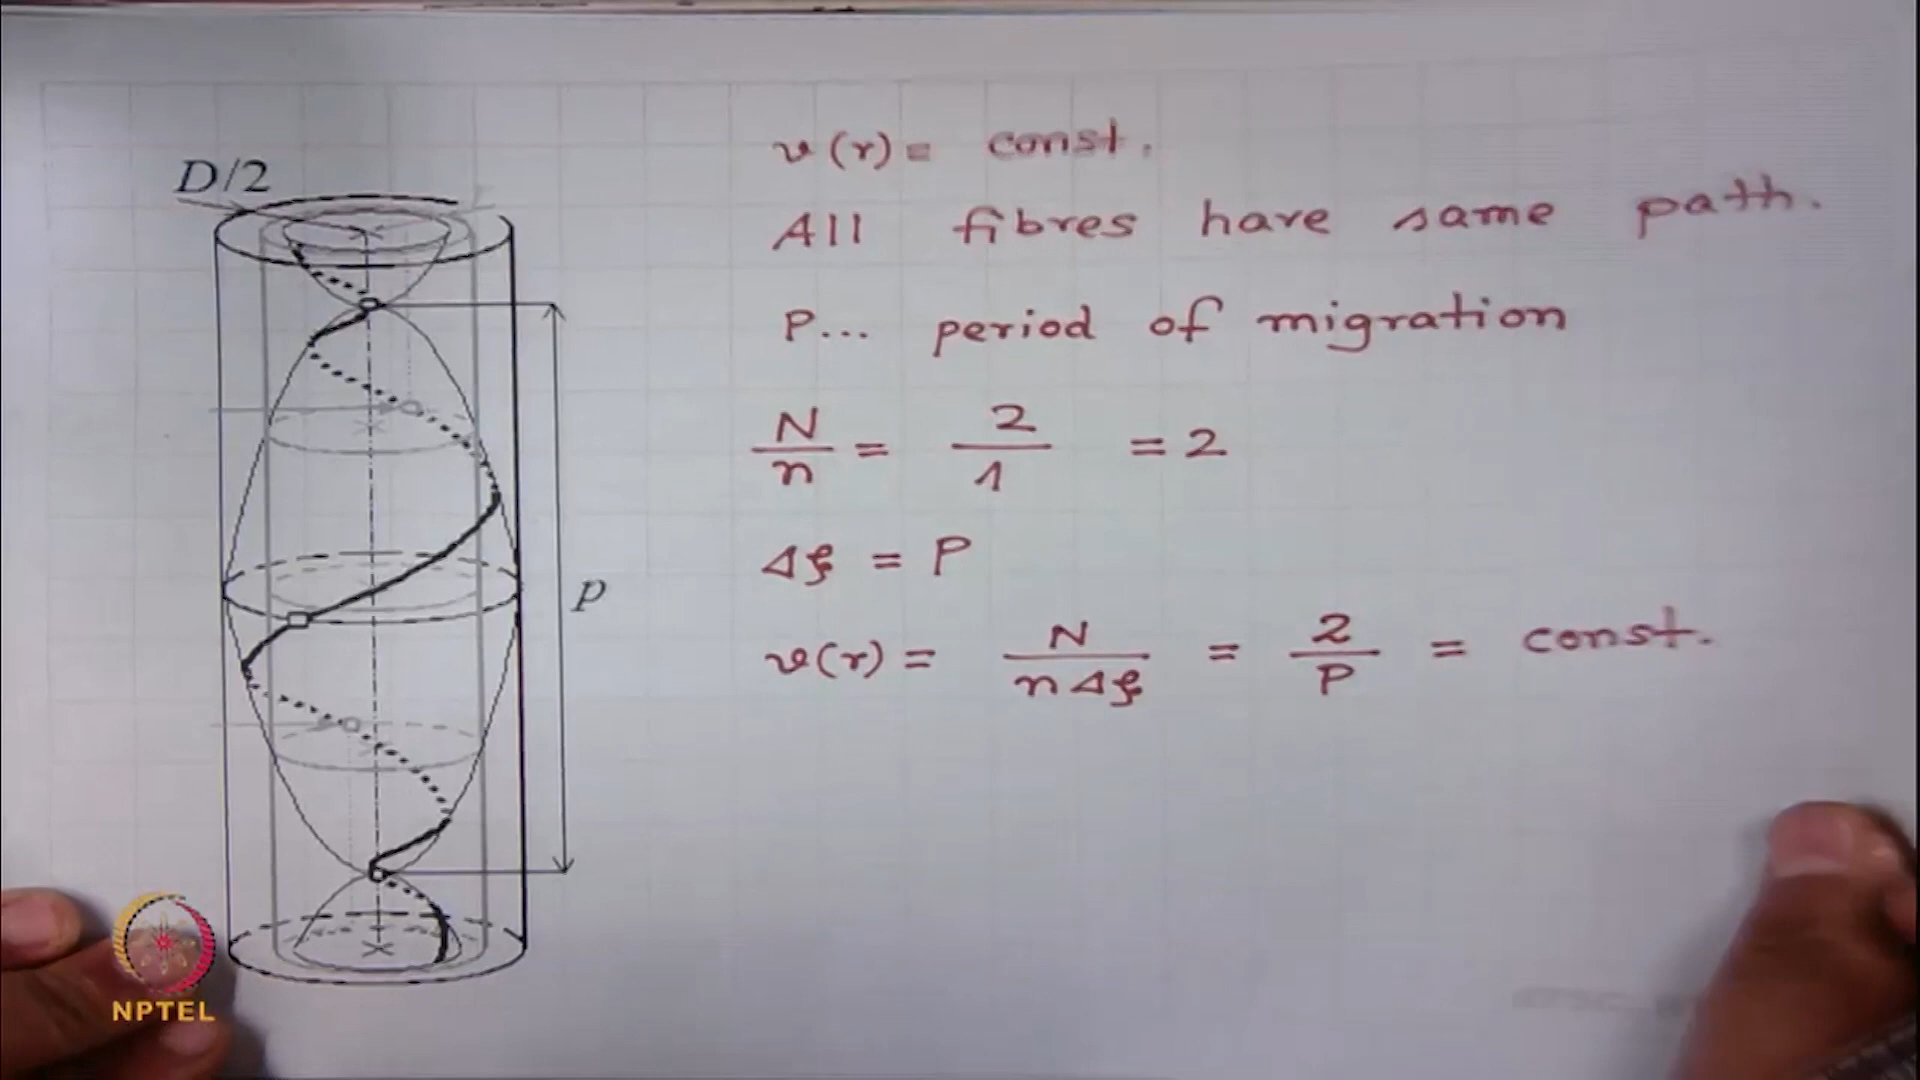 D/2
p
ν(r) = const.
All fibres have same path.
P... period of migration
N/n = 2/1 = 2
Δξ = P
ν(r) = N/nΔξ = 2/P = const.
NPTEL